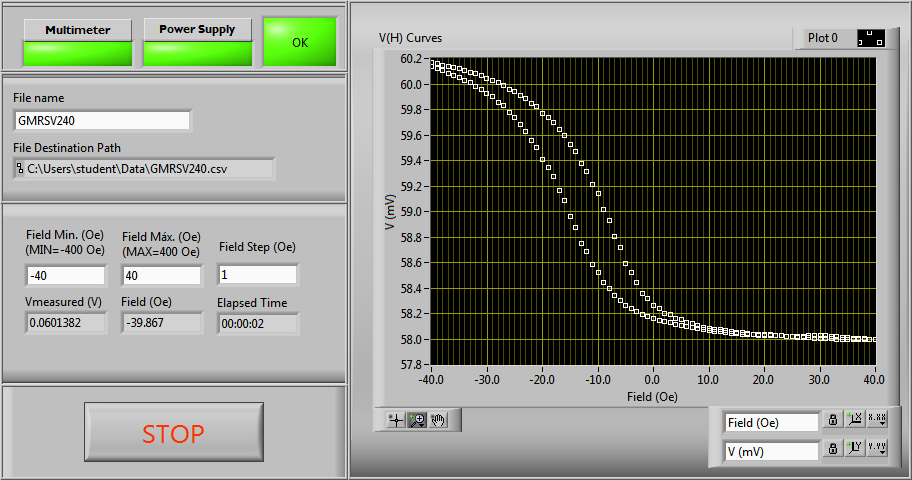 Multimeter
Power Supply
OK
File name
GMRSV240
File Destination Path
C:\Users\student\Data\GMRSV240.csv
Field Min. (Oe)
(MIN=-400 Oe)
Field Máx. (Oe)
(MAX=400 Oe)
Field Step (Oe)
-40
40
1
Vmeasured (V)
Field (Oe)
Elapsed Time
0.0601382
-39.867
00:00:02
STOP
V(H) Curves
Plot 0
V (mV)
60.2
60.0
59.8
59.6
59.4
59.2
59.0
58.8
58.6
58.4
58.2
58.0
57.8
-40.0
-30.0
-20.0
-10.0
0.0
10.0
20.0
30.0
40.0
Field (Oe)
Field (Oe)
X
X.XX
V (mV)
Y
Y.YY